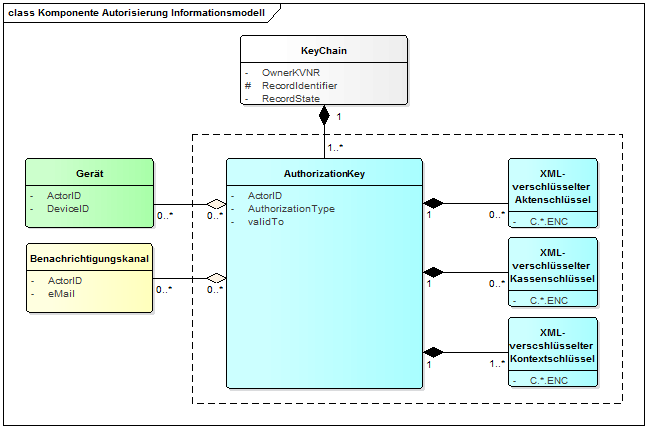 class Komponente Autorisierung Informationsmodell
KeyChain
- OwnerKVNR
# RecordIdentifier
- RecordState
1
1..*
Gerät
- ActorID
- DeviceID
0..*
0..*
AuthorizationKey
- ActorID
- AuthorizationType
- validTo
1
0..*
XML-
verschlüsselter
Aktenschlüssel
- C.*.ENC
Benachrichtigungskanal
- ActorID
- eMail
0..*
0..*
1
0..*
XML-
verschlüsselter
Kassenschlüssel
- C.*.ENC
1
1..*
XML-
verscshlüsselter
Kontextschlüssel
- C.*.ENC